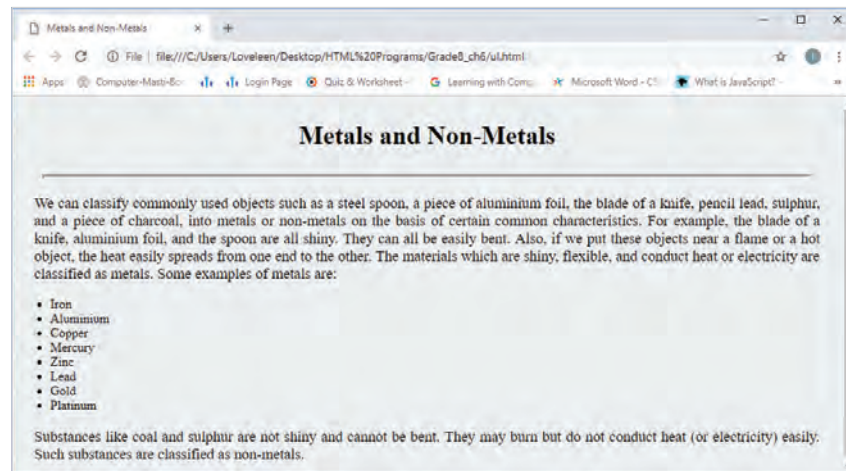 Metals and Non-Metals
File | file:///C:/Users/Loveleen/Desktop/HTML%20Programs/Grade8_ch6/ul.html
Apps Computer-Masti-Bo Login Page Quiz & Worksheet - Learning with Comp Microsoft Word - C What is JavaScript? -
Metals and Non-Metals
We can classify commonly used objects such as a steel spoon, a piece of aluminium foil, the blade of a knife, pencil lead, sulphur,
and a piece of charcoal, into metals or non-metals on the basis of certain common characteristics. For example, the blade of a
knife, aluminium foil, and the spoon are all shiny. They can all be easily bent. Also, if we put these objects near a flame or a hot
object, the heat easily spreads from one end to the other. The materials which are shiny, flexible, and conduct heat or electricity are
classified as metals. Some examples of metals are:
Iron
Aluminium
Copper
Mercury
Zinc
Lead
Gold
Platinum
Substances like coal and sulphur are not shiny and cannot be bent. They may burn but do not conduct heat (or electricity) easily.
Such substances are classified as non-metals.